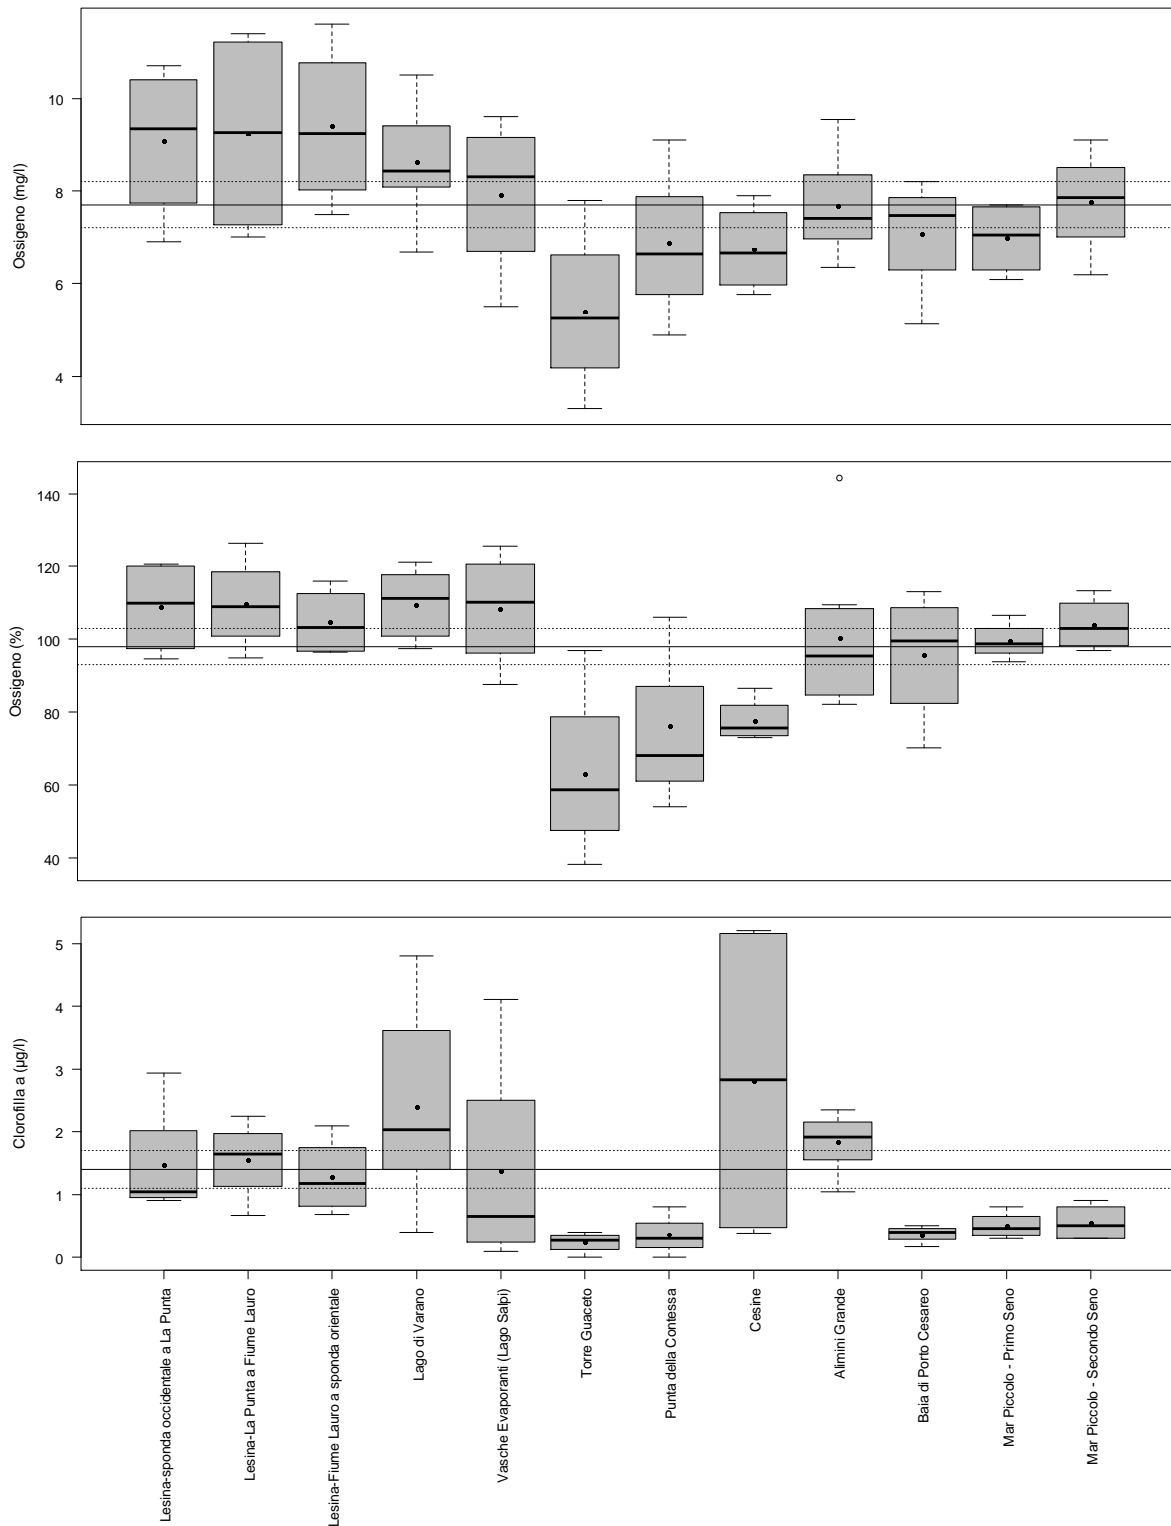 Ossigeno (mg/l)
10
8
6
4
Ossigeno (%)
140
120
100
80
60
40
Clorofilla a (µg/l)
5
4
3
2
1
0
Lesina-sponda occidentale a La Punta
Lesina-La Punta a Fiume Lauro
Lesina-Fiume Lauro a sponda orientale
Lago di Varano
Vasche Evaporanti (Lago Salpi)
Torre Guaceto
Punta della Contessa
Cesine
Alimini Grande
Baia di Porto Cesareo
Mar Piccolo - Primo Seno
Mar Piccolo - Secondo Seno